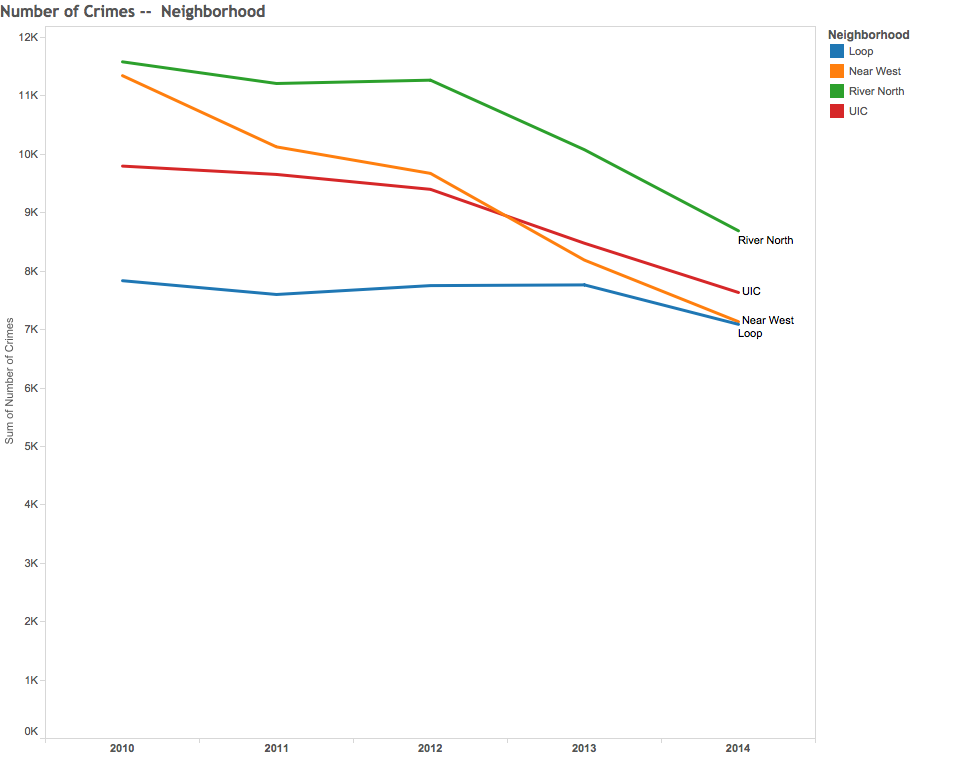 Number of Crimes --  Neighborhood
Neighborhood
Loop
Near West
River North
UIC
12K
11K
10K
9K
8K
7K
6K
5K
4K
3K
2K
1K
0K
Sum of Number of Crimes
River North
UIC
Near West
Loop
2010 2011 2012 2013 2014